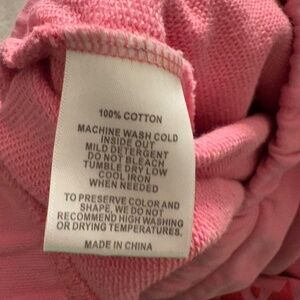 100% COTTON
MACHINE WASH COLD
INSIDE OUT
MILD DETERGENT
DO NOT BLEACH
TUMBLE DRY LOW
COOL IRON
WHEN NEEDED
TO PRESERVE COLOR AND
SHAPE, WE DO NOT
RECOMMEND HIGH WASHING
OR DRYING TEMPERATURES.
MADE IN CHINA